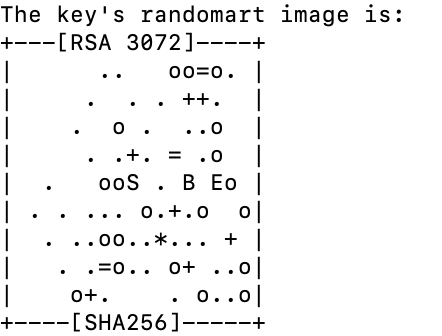 The key's randomart image is:
+---[RSA 3072]----+
|      ..   oo=o. |
|     .  . . ++.  |
|    .  o .  ..o  |
|     . .+. = .o  |
|  .   ooS . B Eo |
| . . ... o.+.o  o|
|  . ..oo..*... + |
|   . .=o.. o+ ..o|
|    o+.    . o..o|
+----[SHA256]-----+